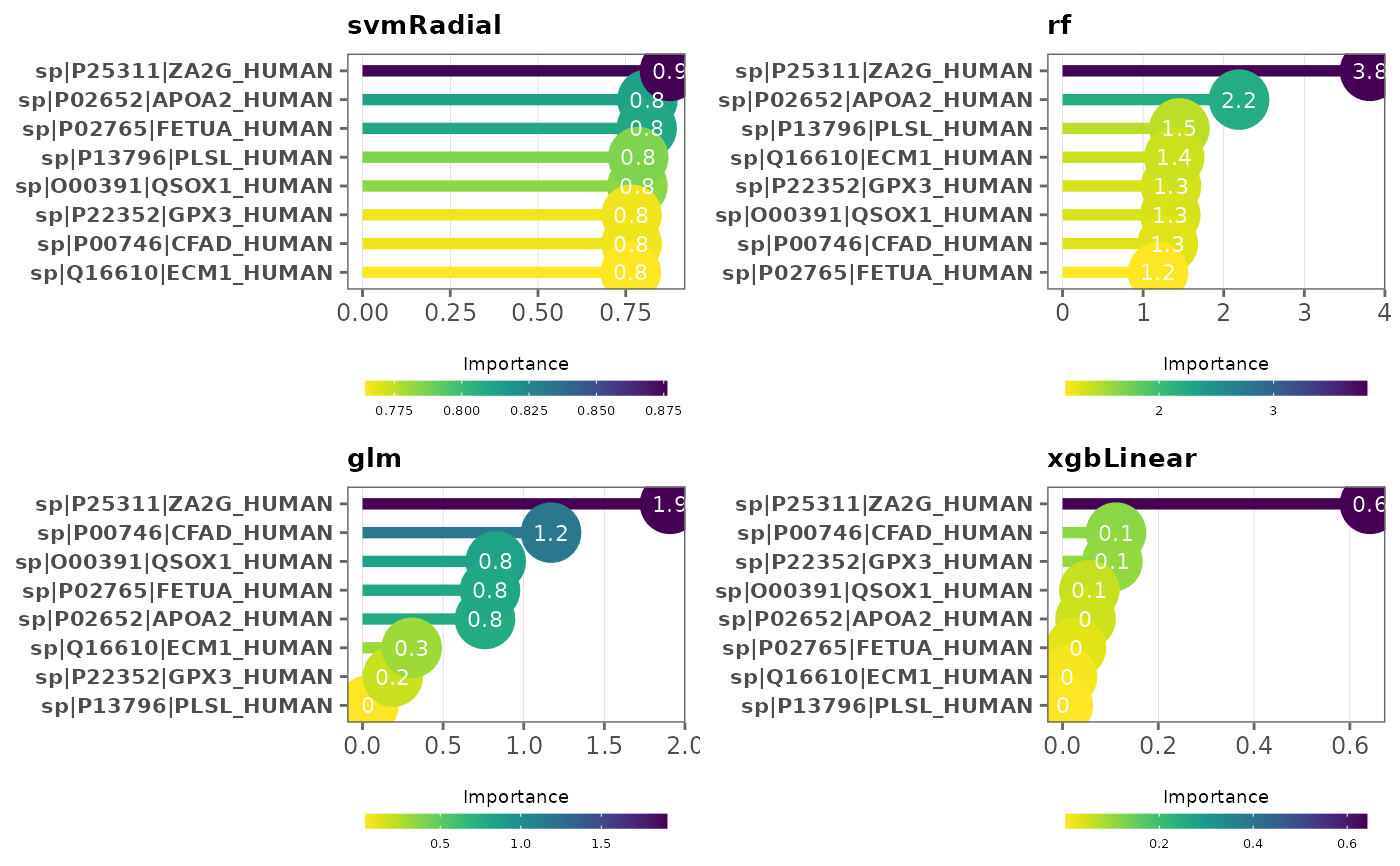 svmRadial
sp|P25311|ZA2G_HUMAN 0.9
sp|P02652|APOA2_HUMAN 0.8
sp|P02765|FETUA_HUMAN 0.8
sp|P13796|PLSL_HUMAN 0.8
sp|O00391|QSOX1_HUMAN 0.8
sp|P22352|GPX3_HUMAN 0.8
sp|P00746|CFAD_HUMAN 0.8
sp|Q16610|ECM1_HUMAN 0.8
0.00 0.25 0.50 0.75
Importance
0.775 0.800 0.825 0.850 0.875
rf
sp|P25311|ZA2G_HUMAN 3.8
sp|P02652|APOA2_HUMAN 2.2
sp|P13796|PLSL_HUMAN 1.5
sp|Q16610|ECM1_HUMAN 1.4
sp|P22352|GPX3_HUMAN 1.3
sp|O00391|QSOX1_HUMAN 1.3
sp|P00746|CFAD_HUMAN 1.3
sp|P02765|FETUA_HUMAN 1.2
0 1 2 3 4
Importance
2 3
glm
sp|P25311|ZA2G_HUMAN 1.9
sp|P00746|CFAD_HUMAN 1.2
sp|O00391|QSOX1_HUMAN 0.8
sp|P02765|FETUA_HUMAN 0.8
sp|P02652|APOA2_HUMAN 0.8
sp|Q16610|ECM1_HUMAN 0.3
sp|P22352|GPX3_HUMAN 0.2
sp|P13796|PLSL_HUMAN 0
0.0 0.5 1.0 1.5 2.0
Importance
0.5 1.0 1.5
xgbLinear
sp|P25311|ZA2G_HUMAN 0.6
sp|P00746|CFAD_HUMAN 0.1
sp|P22352|GPX3_HUMAN 0.1
sp|O00391|QSOX1_HUMAN 0.1
sp|P02652|APOA2_HUMAN 0
sp|P02765|FETUA_HUMAN 0
sp|Q16610|ECM1_HUMAN 0
sp|P13796|PLSL_HUMAN 0
0.0 0.2 0.4 0.6
Importance
0.2 0.4 0.6